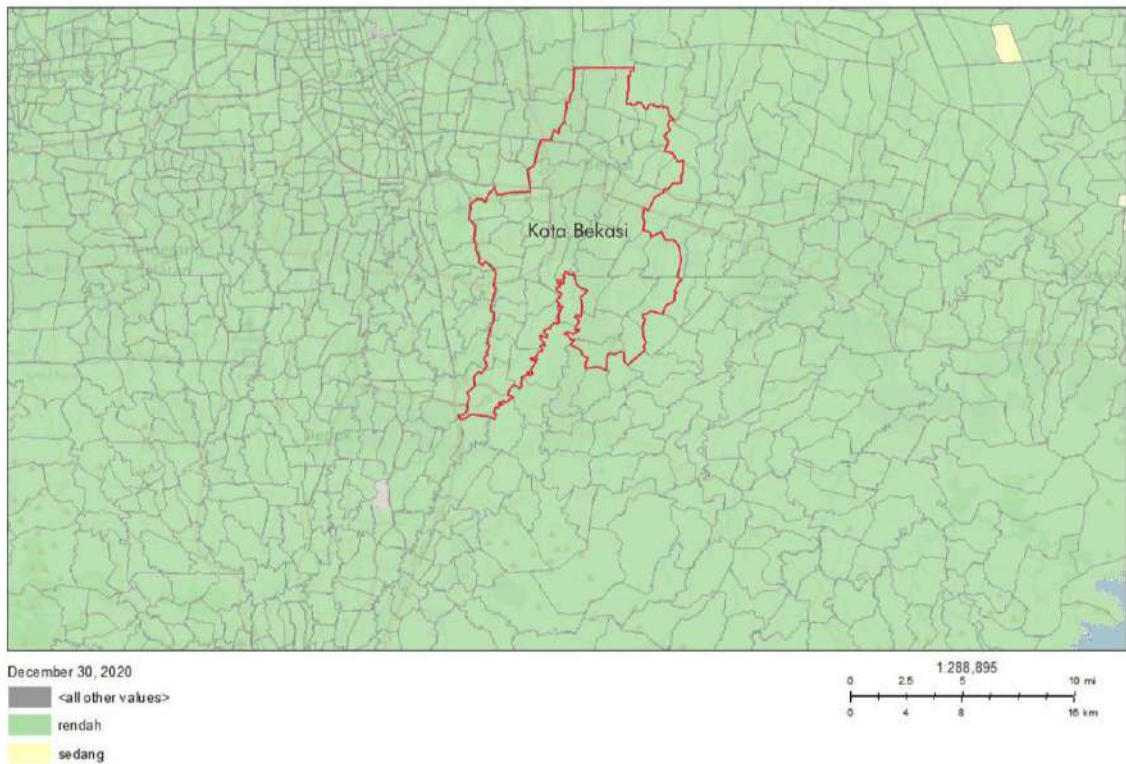 Kota Bekasi
December 30, 2020
<all other values>
rendah
sedang
1:288,895
0 2.5 5 10 mi
0 4 8 16 km